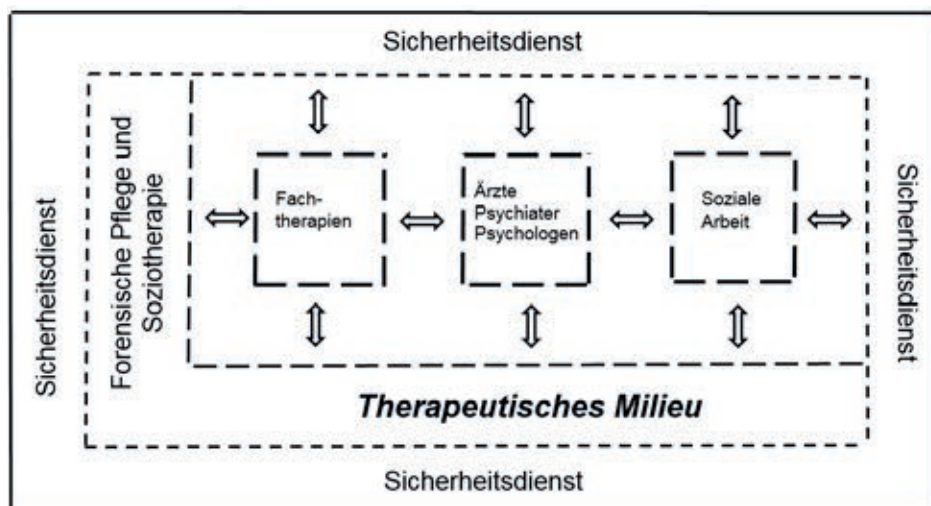 Sicherheitsdienst
Sicherheitsdienst
Forensische Pflege und
Soziotherapie
Fach-
therapien
Ärzte
Psychiater
Psychologen
Soziale
Arbeit
Sicherheitsdienst
Therapeutisches Milieu
Sicherheitsdienst